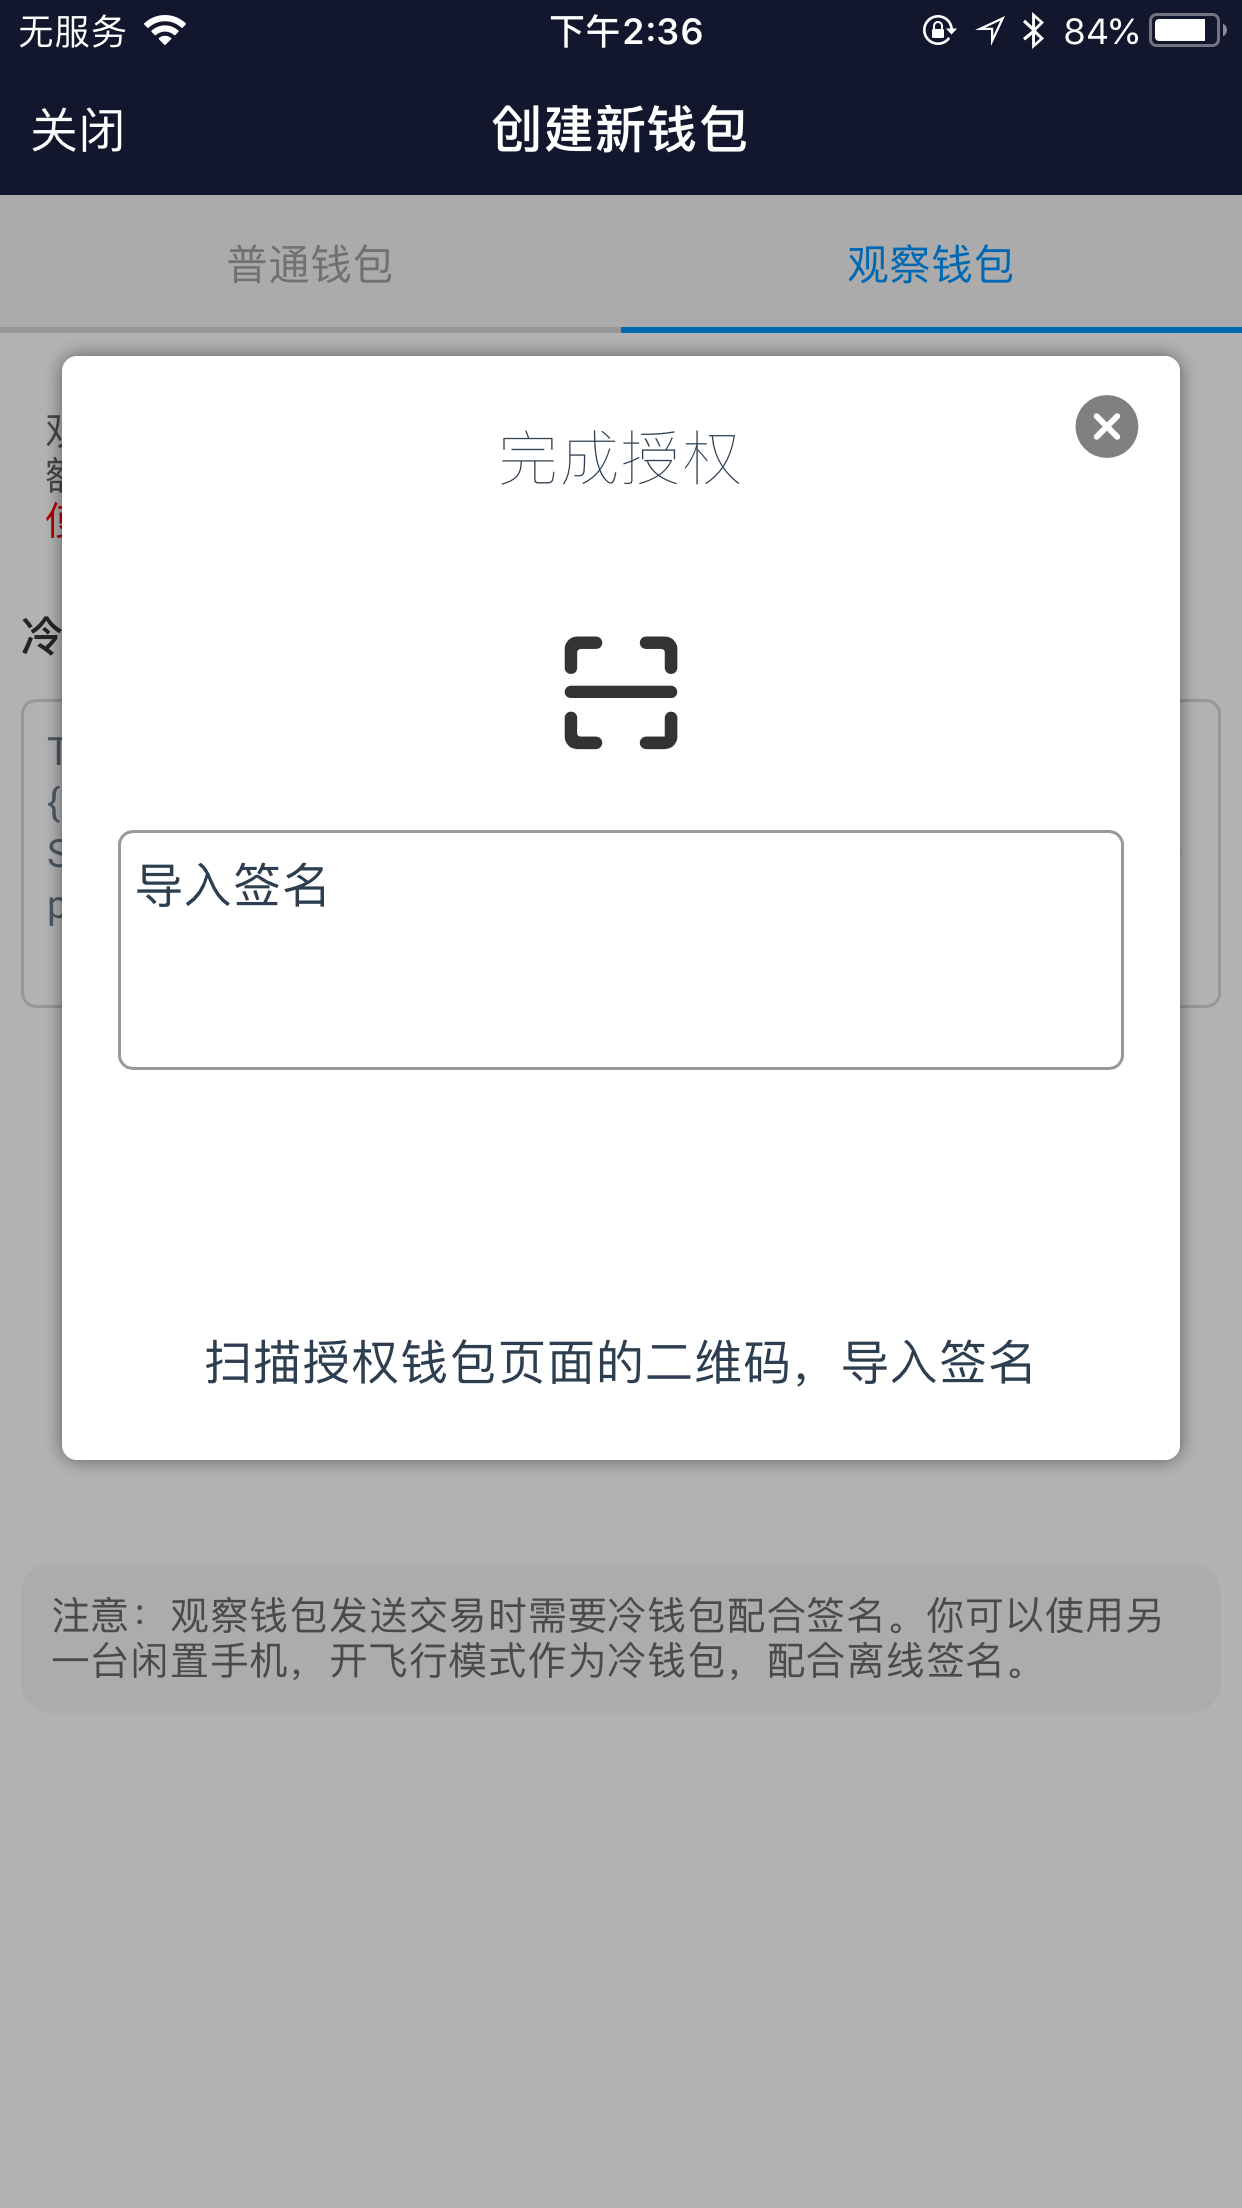 无服务 下午2:36 84%
关闭 创建新钱包
普通钱包 观察钱包
完成授权
冷
T
{
S
p
导入签名
扫描授权钱包页面的二维码，导入签名
注意：观察钱包发送交易时需要冷钱包配合签名。你可以使用另
一台闲置手机，开飞行模式作为冷钱包，配合离线签名。